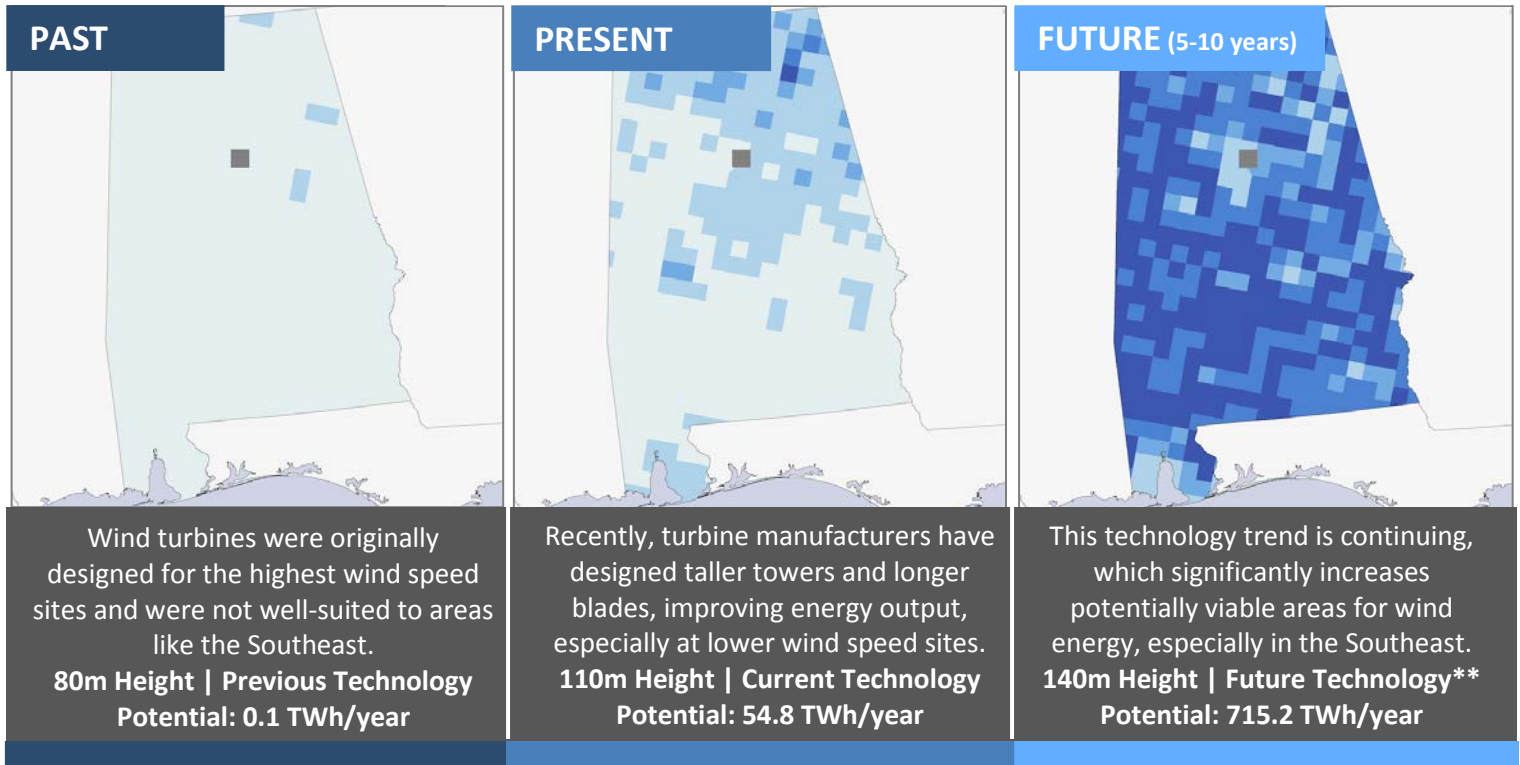 PAST
Wind turbines were originally
designed for the highest wind speed
sites and were not well-suited to areas
like the Southeast.
80m Height | Previous Technology
Potential: 0.1 TWh/year
PRESENT
Recently, turbine manufacturers have
designed taller towers and longer
blades, improving energy output,
especially at lower wind speed sites.
110m Height | Current Technology
Potential: 54.8 TWh/year
FUTURE (5-10 years)
This technology trend is continuing,
which significantly increases
potentially viable areas for wind
energy, especially in the Southeast.
140m Height | Future Technology**
Potential: 715.2 TWh/year